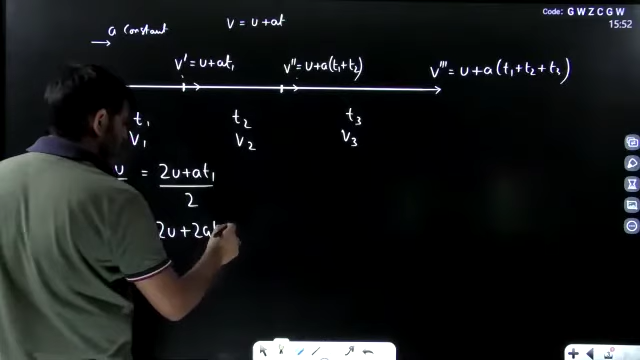 Code: GWZCGW
15:52
a constant
v = u + at
v' = u + at₁
v'' = u + a(t₁ + t₂)
v''' = u + a(t₁ + t₂ + t₃)
t₁ t₂ t₃
v₁ v₂ v₃
u = 2u + at₁
2
2u + 2at